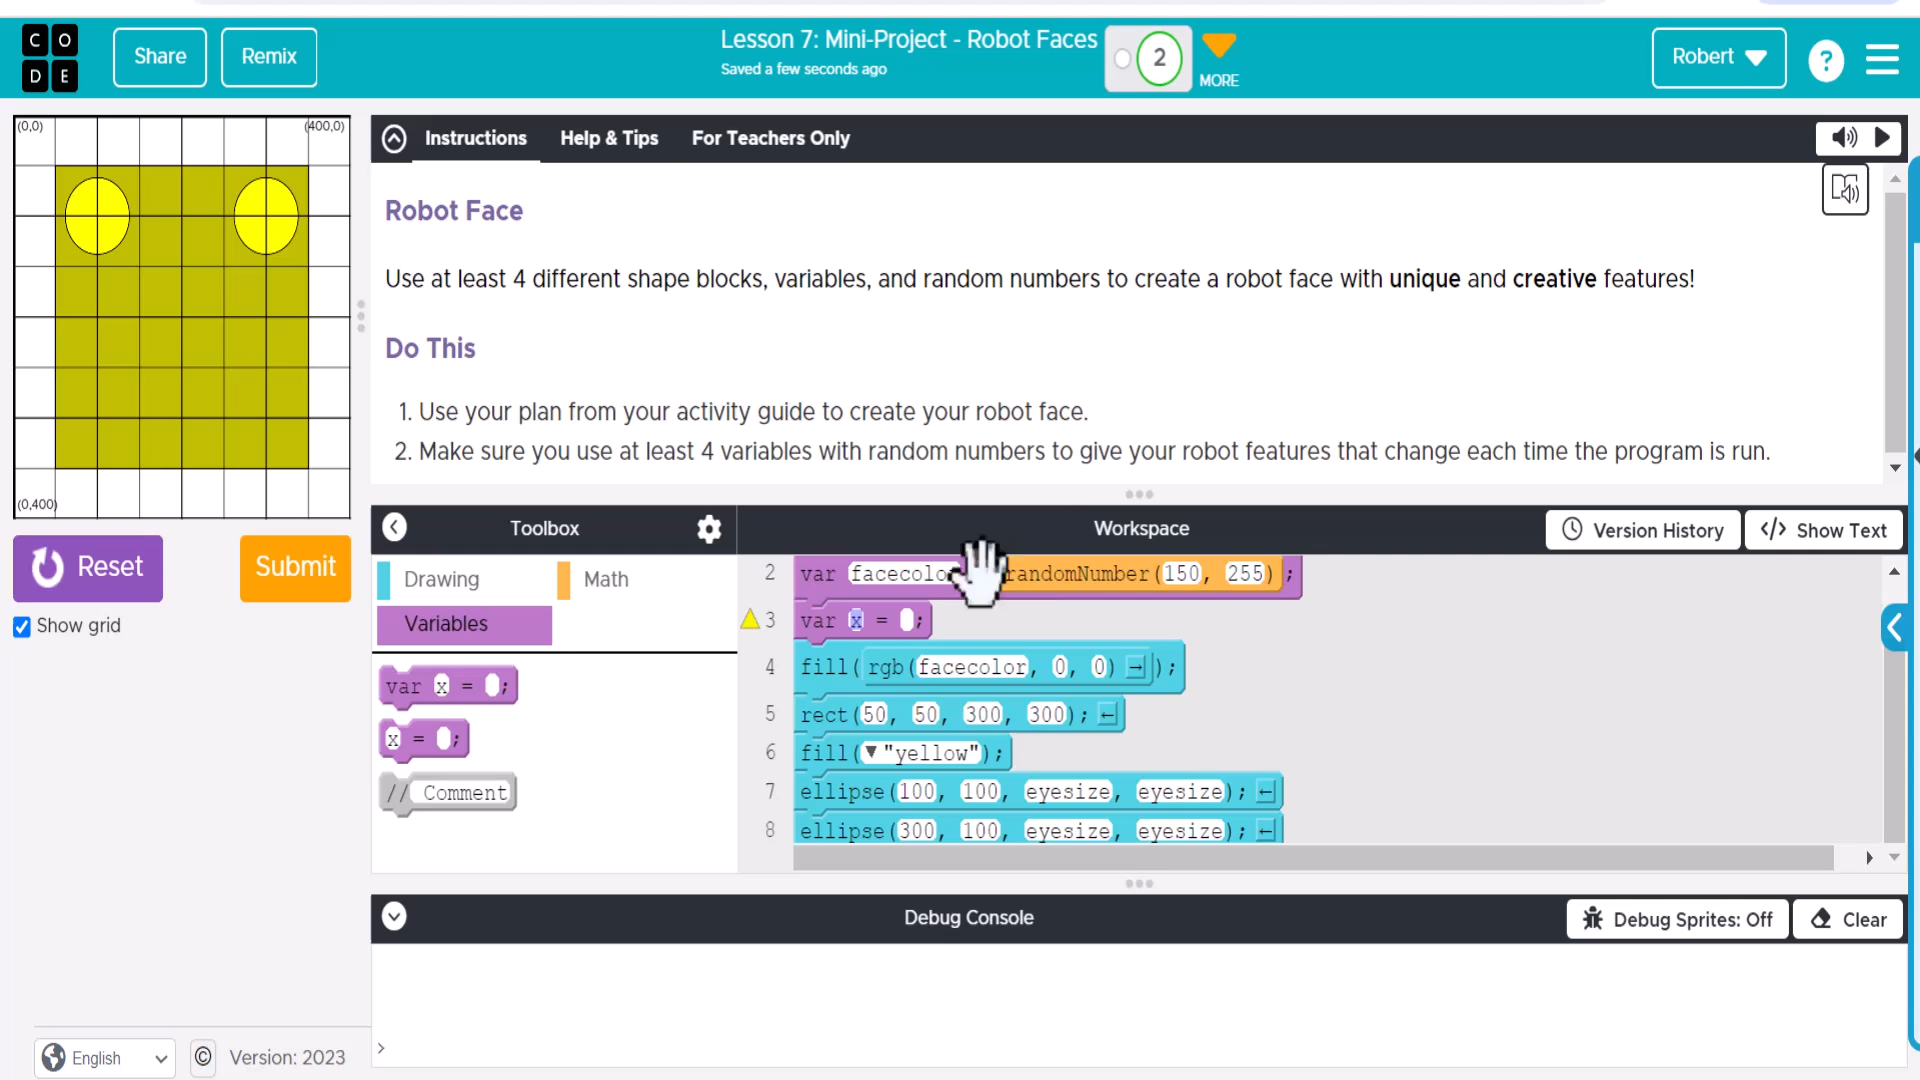 C O
D E
Share
Remix
Lesson 7: Mini-Project - Robot Faces
Saved a few seconds ago
2
MORE
Robert
?
(0,0)
(400,0)
(0,400)
Instructions
Help & Tips
For Teachers Only
Robot Face
Use at least 4 different shape blocks, variables, and random numbers to create a robot face with unique and creative features!
Do This
1. Use your plan from your activity guide to create your robot face.
2. Make sure you use at least 4 variables with random numbers to give your robot features that change each time the program is run.
Reset
Submit
Show grid
Toolbox
Workspace
Version History
</> Show Text
Drawing
Math
Variables
var x = ;
x = ;
// Comment
2 var facecolo randomNumber(150, 255) ;
3 var x = ;
4 fill( rgb(facecolor, 0, 0) → );
5 rect(50, 50, 300, 300); ←
6 fill( ▼ "yellow");
7 ellipse(100, 100, eyesize, eyesize); ←
8 ellipse(300, 100, eyesize, eyesize); ←
Debug Console
Debug Sprites: Off
Clear
>
English
©
Version: 2023